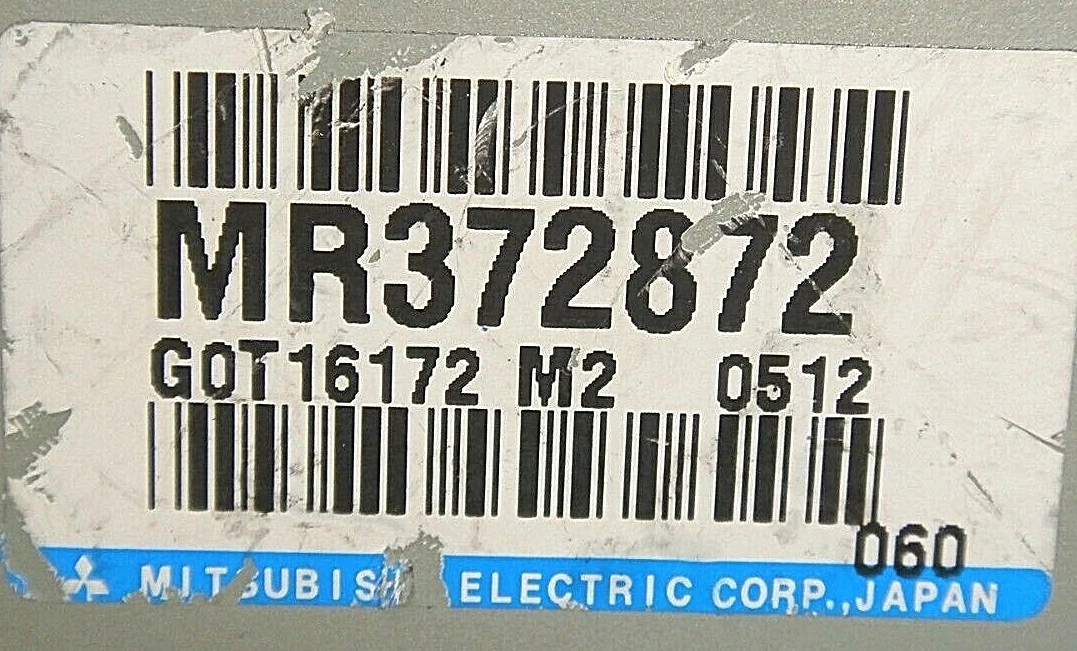 MR372872
G0T16172 M2 0512
060
MITSUBISHI ELECTRIC CORP.,JAPAN